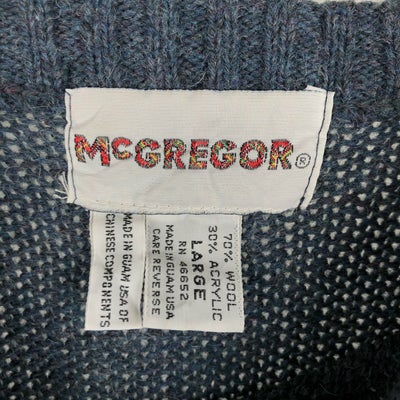 McGREGOR®
MADE IN GUAM USA OF
CHINESE COMPONENTS
70% WOOL
30% ACRYLIC
LARGE
RN 46652
MADE IN GUAM USA
CARE REVERSE